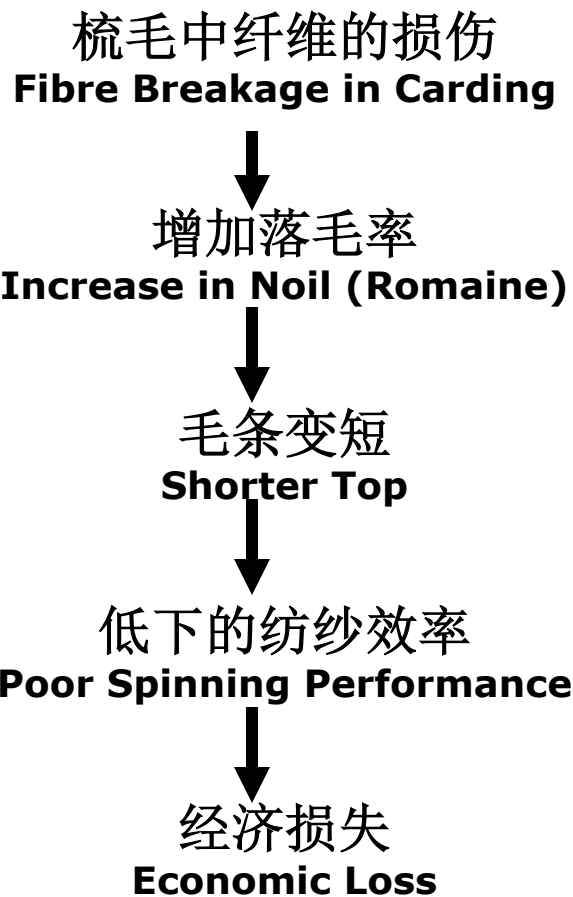 梳毛中纤维的损伤
Fibre Breakage in Carding
增加落毛率
Increase in Noil (Romaine)
毛条变短
Shorter Top
低下的纺纱效率
Poor Spinning Performance
经济损失
Economic Loss